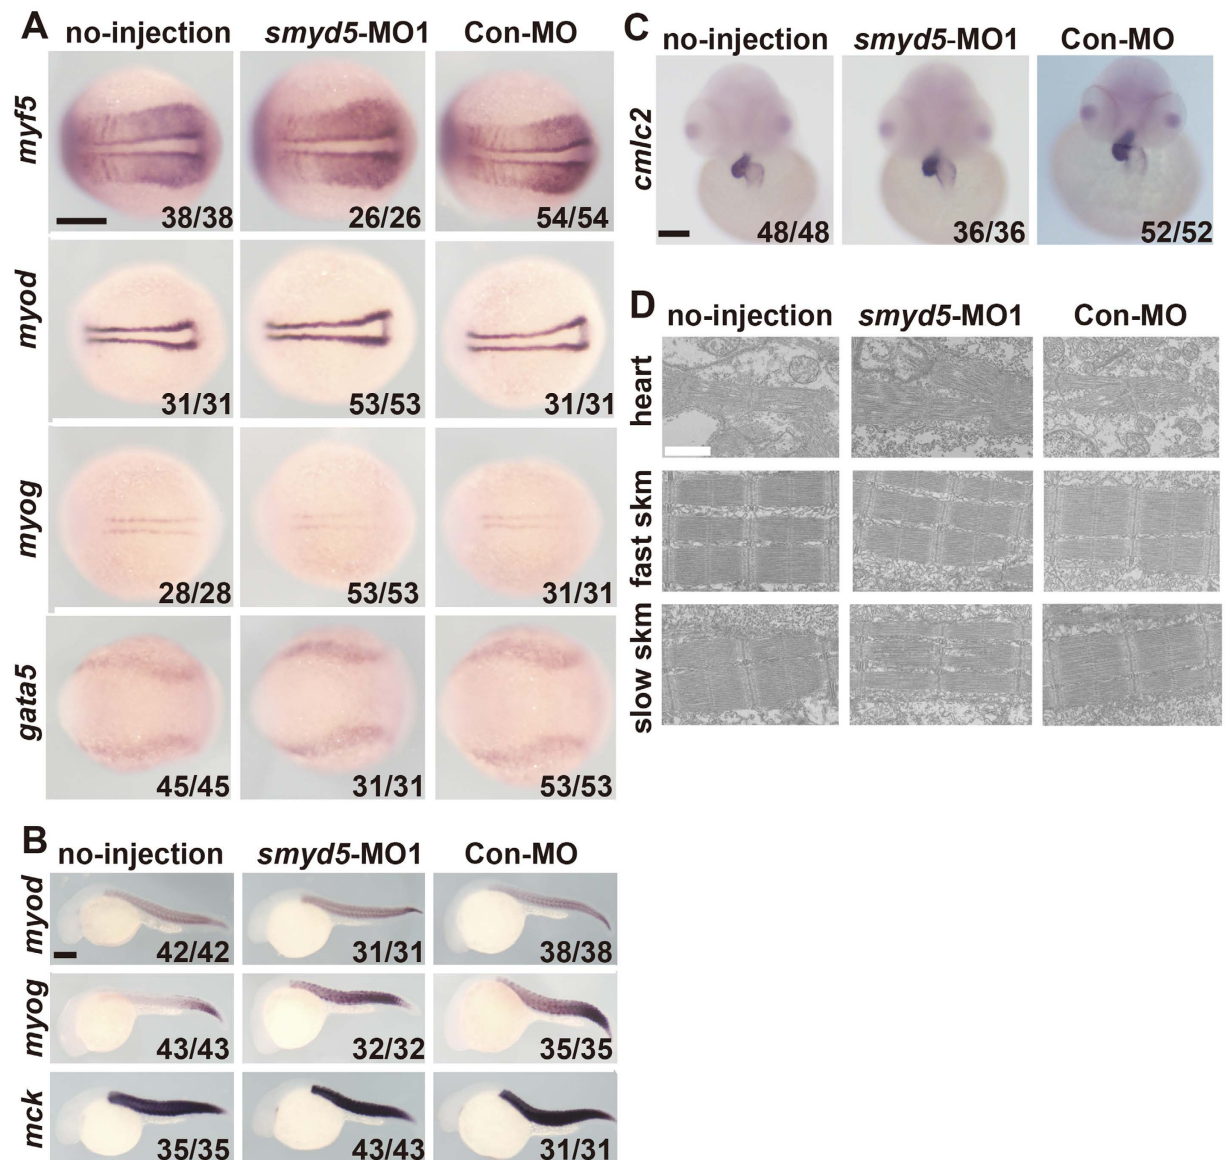 A
no-injection smyd5-MO1 Con-MO
myf5
38/38 26/26 54/54
myod
31/31 53/53 31/31
myog
28/28 53/53 31/31
gata5
45/45 31/31 53/53
B
no-injection smyd5-MO1 Con-MO
myod
42/42 31/31 38/38
myog
43/43 32/32 35/35
mck
35/35 43/43 31/31
C
no-injection smyd5-MO1 Con-MO
cmlc2
48/48 36/36 52/52
D
no-injection smyd5-MO1 Con-MO
heart
fast skm
slow skm